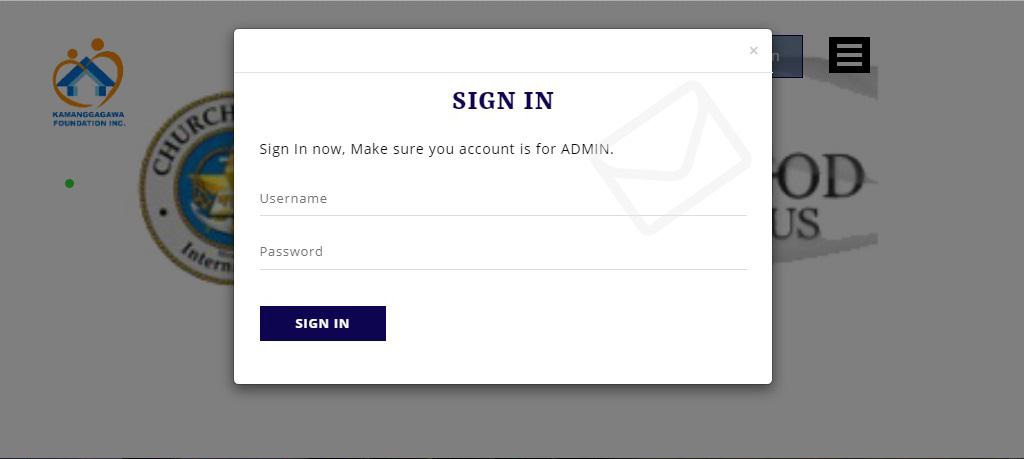 ×
n
KAMANGGAGAWA
FOUNDATION INC.
CHURCH
Intern
OD
US
SIGN IN
Sign In now, Make sure you account is for ADMIN.
Username
Password
SIGN IN